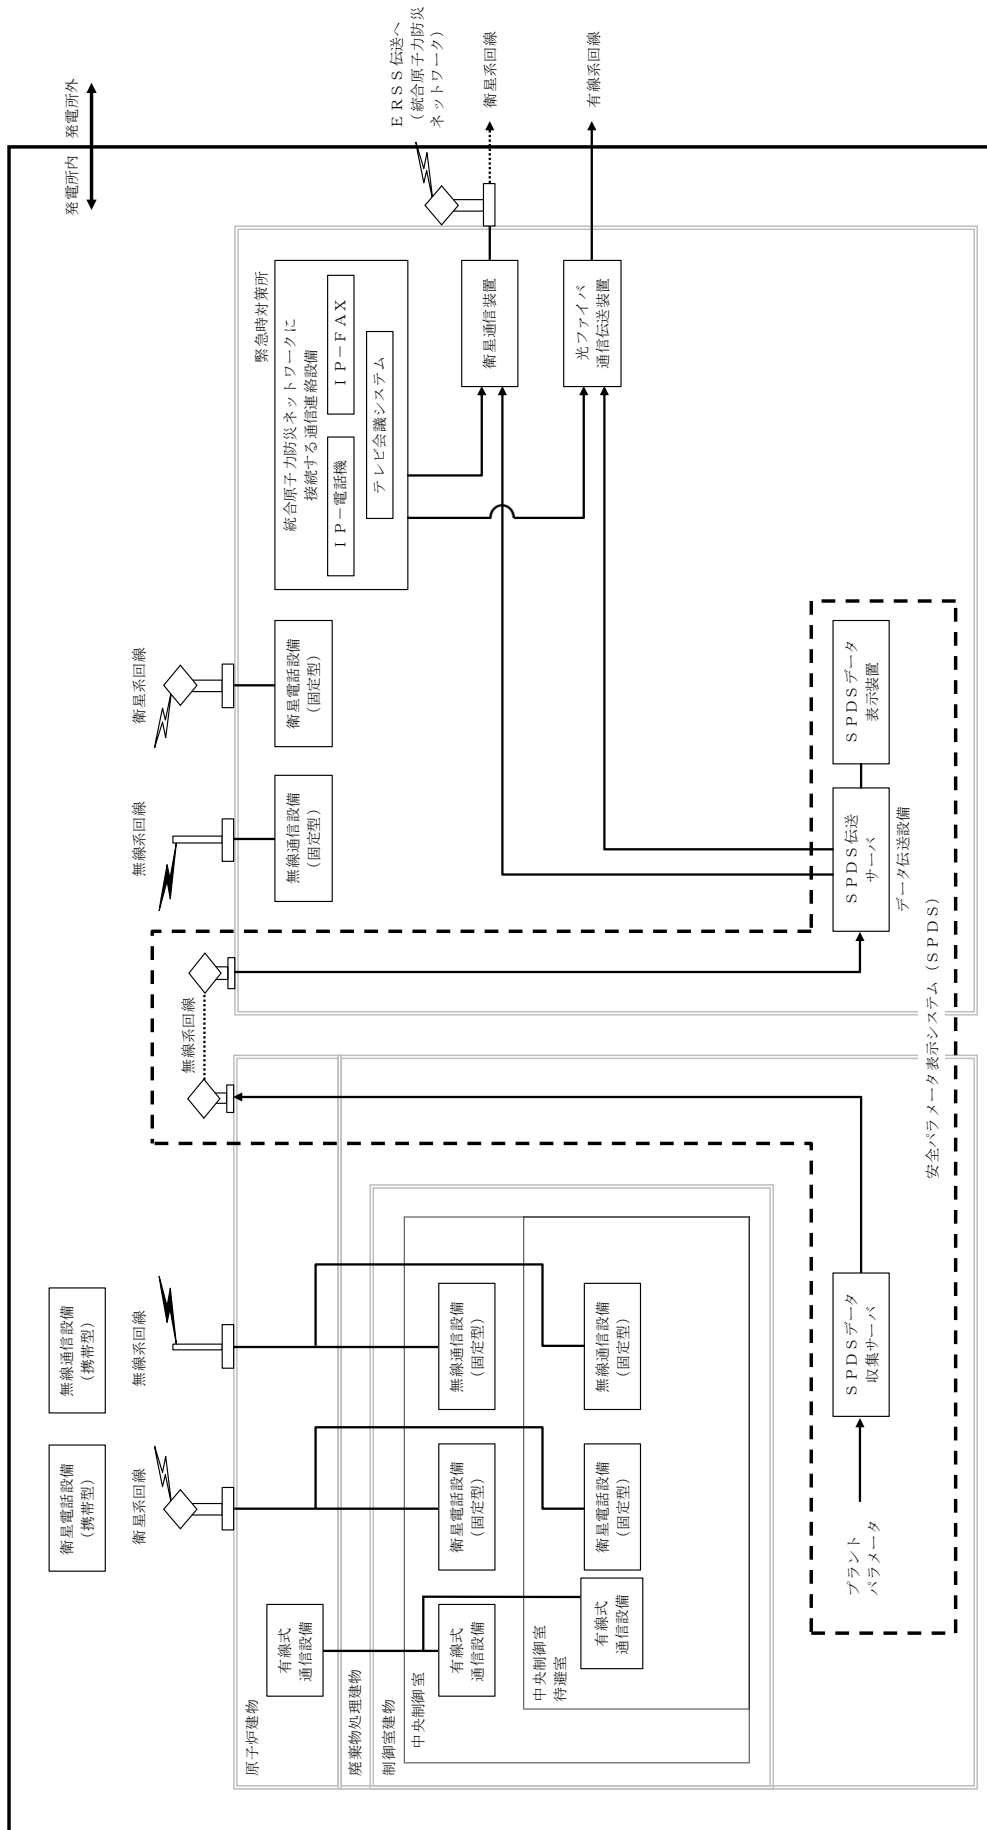 発電所内
発電所外
ERSS伝送へ
(統合原子力防災
ネットワーク)
衛星系回線
有線系回線
緊急時対策所
統合原子力防災ネットワークに
接続する通信連絡設備
IP-電話機
IP-FAX
テレビ会議システム
衛星通信装置
光ファイバ
通信伝送装置
衛星系回線
衛星電話設備
(固定型)
無線系回線
無線通信設備
(固定型)
SPDSデータ
表示装置
SPDS伝送
サーバ
データ伝送設備
安全パラメータ表示システム(SPDS)
無線系回線
無線通信設備
(携帯型)
無線系回線
衛星電話設備
(携帯型)
衛星系回線
無線通信設備
(固定型)
無線通信設備
(固定型)
衛星電話設備
(固定型)
衛星電話設備
(固定型)
有線式
通信設備
有線式
通信設備
有線式
通信設備
原子炉建物
廃棄物処理建物
制御室建物
中央制御室
中央制御室
待避室
SPDSデータ
収集サーバ
プラント
パラメータ